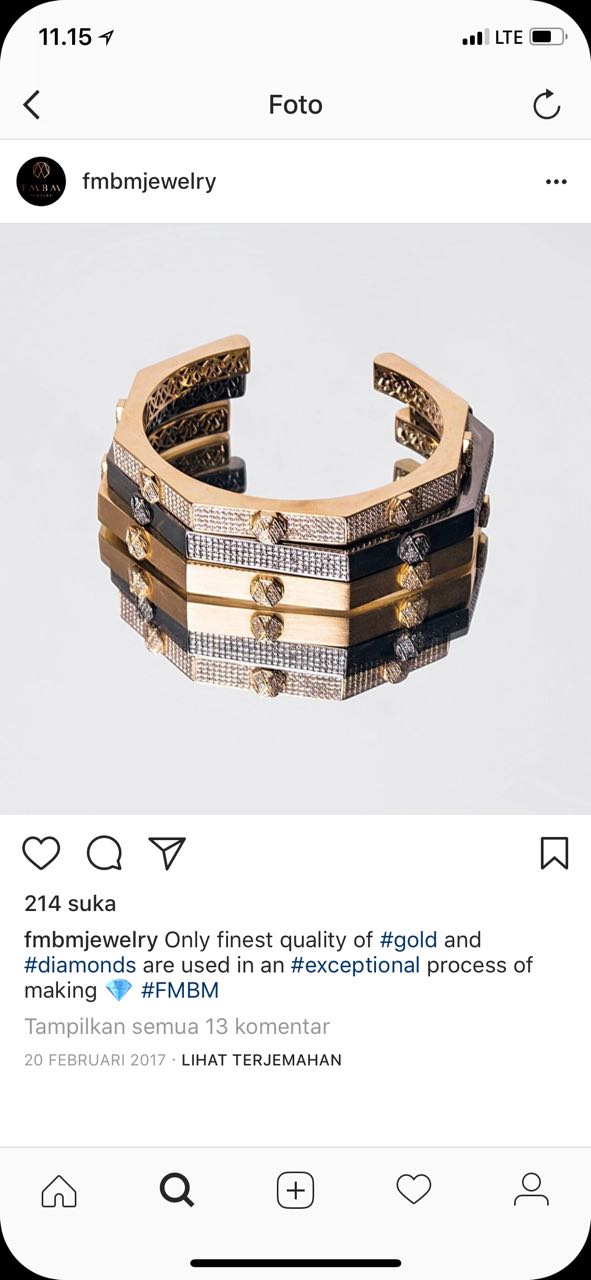 11.15 LTE
Foto
FMBM
fmbmjewelry
214 suka
fmbmjewelry Only finest quality of #gold and
#diamonds are used in an #exceptional process of
making 💎 #FMBM
Tampilkan semua 13 komentar
20 FEBRUARI 2017 · LIHAT TERJEMAHAN